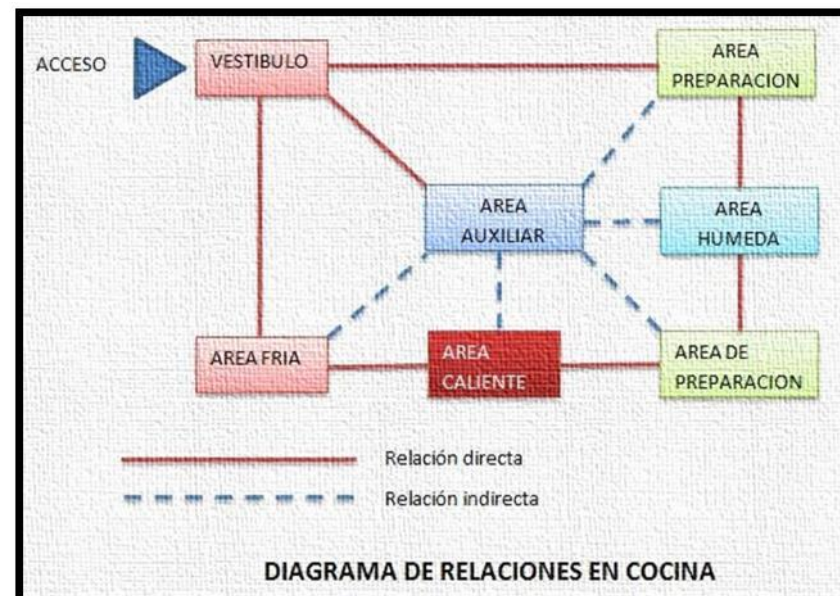 ACCESO
VESTIBULO
AREA
PREPARACION
AREA
AUXILIAR
AREA
HUMEDA
AREA FRIA
AREA
CALIENTE
AREA DE
PREPARACION
Relación directa
Relación indirecta
DIAGRAMA DE RELACIONES EN COCINA